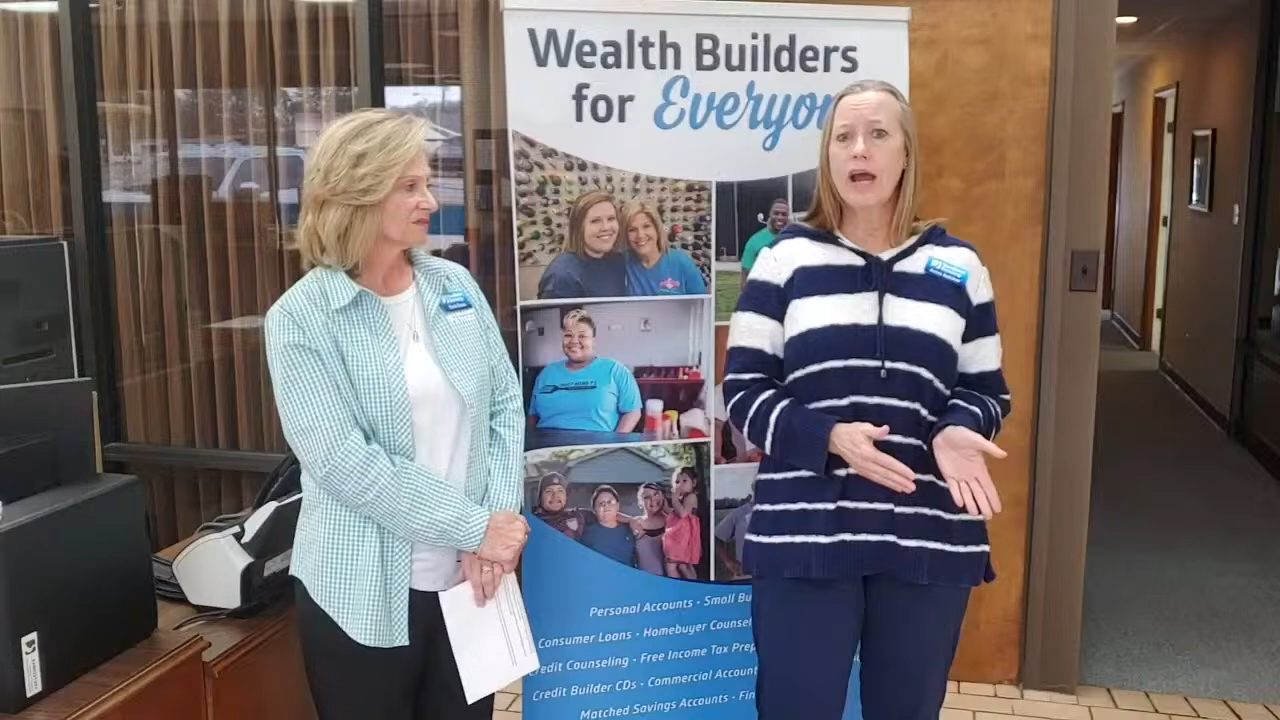 Wealth Builders
for Everyo
Personal Accounts - Small Bu
Consumer Loans - Homebuyer Counsel
Credit Counseling - Free Income Tax Prep
Credit Builder CDs - Commercial Account
Matched Savings Accounts - Fin